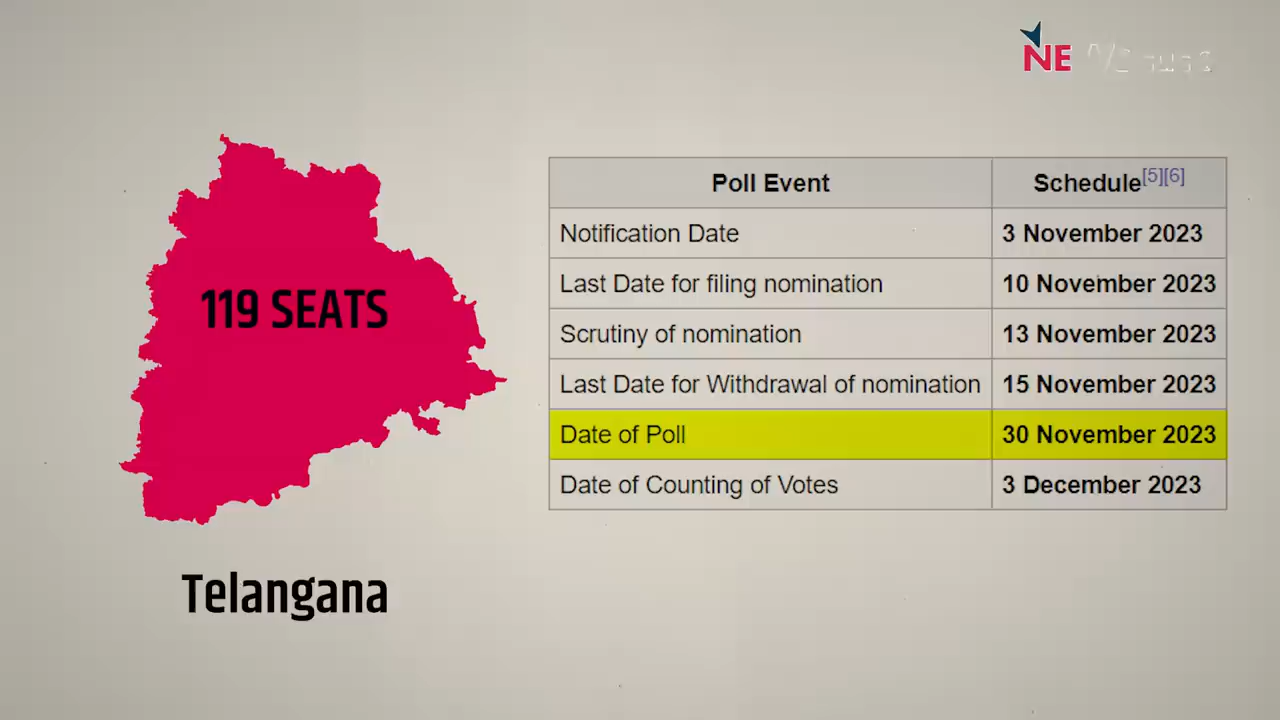 NE
119 SEATS
Telangana
Poll Event Schedule[5][6]
Notification Date 3 November 2023
Last Date for filing nomination 10 November 2023
Scrutiny of nomination 13 November 2023
Last Date for Withdrawal of nomination 15 November 2023
Date of Poll 30 November 2023
Date of Counting of Votes 3 December 2023